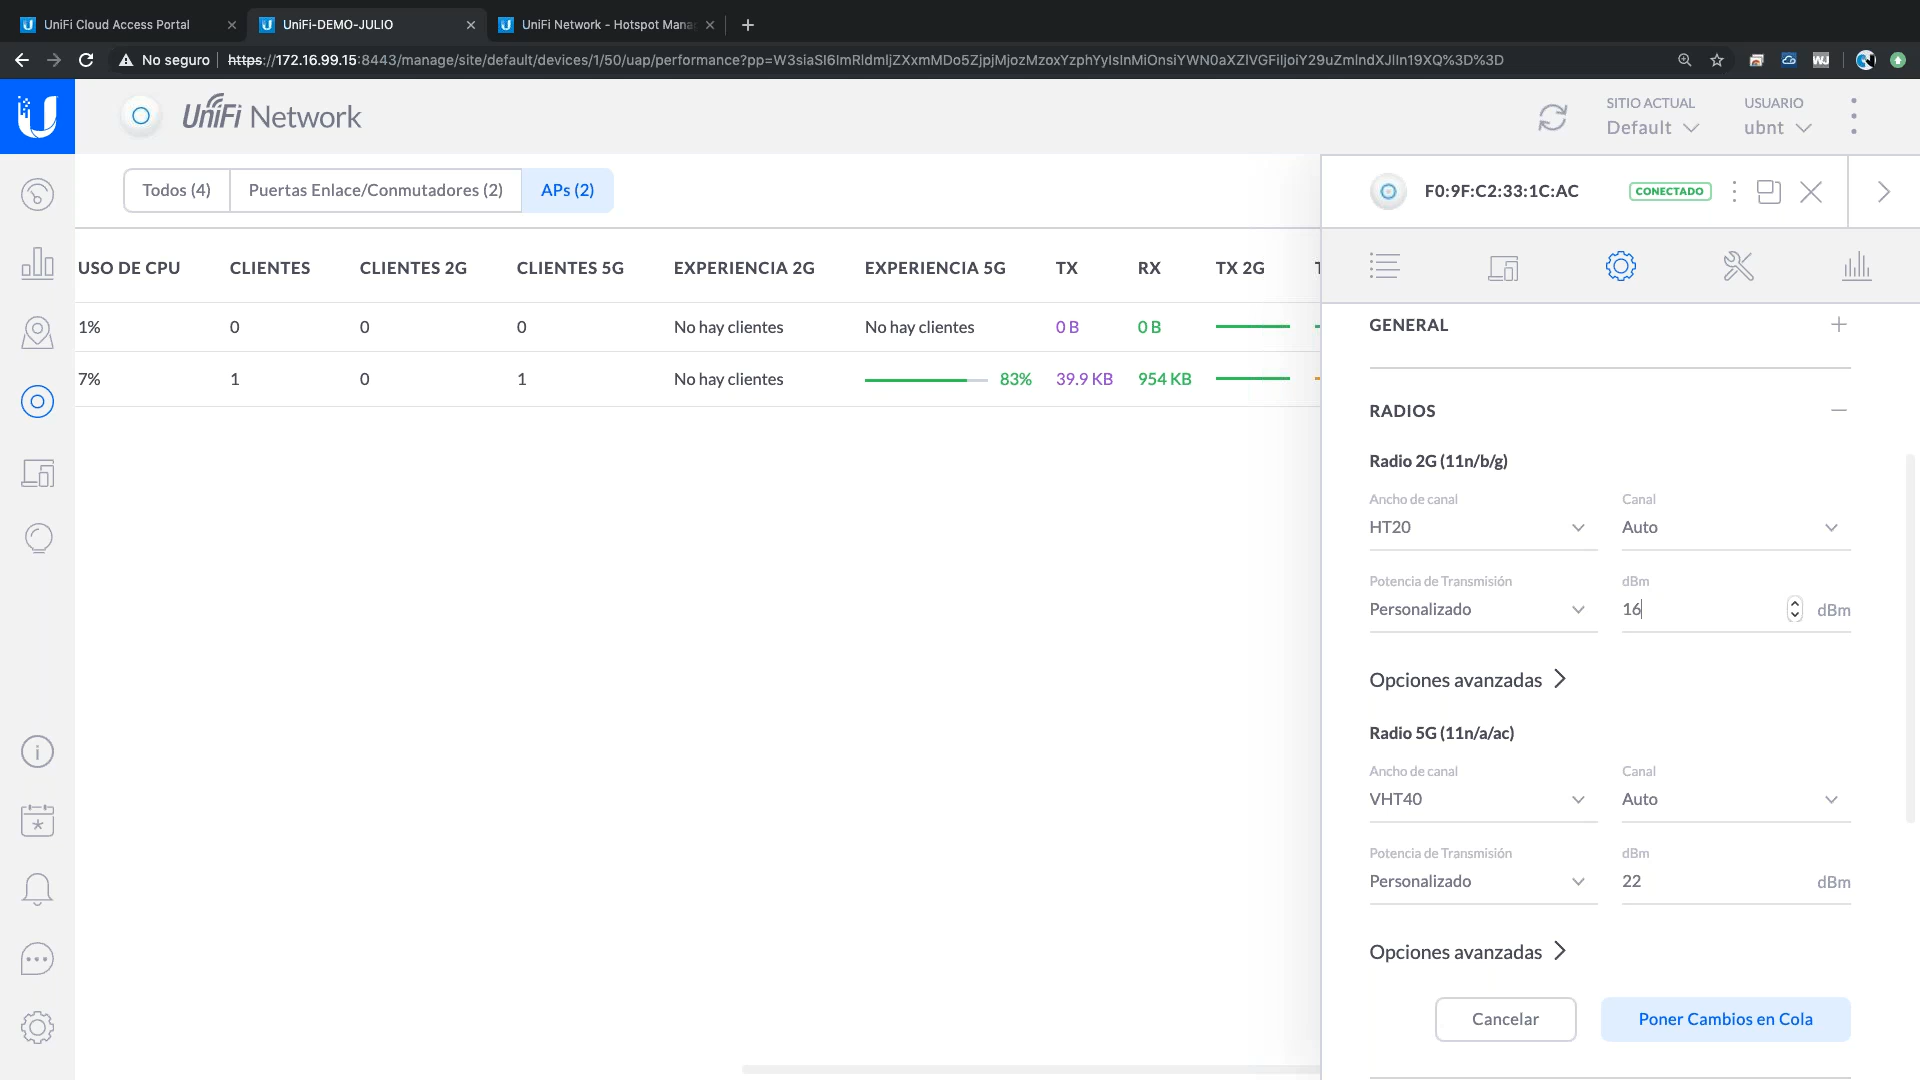 UniFi Cloud Access Portal
UniFi-DEMO-JULIO
UniFi Network - Hotspot Mana
No seguro
https://172.16.99.15:8443/manage/site/default/devices/1/50/uap/performance?pp=W3siaSI6ImRldmljZXxmMDo5ZjpjMjozMzoxYzphYyIsInMiOnsiYWN0aXZlVGFiIjoiY29uZmlndXJlIn19XQ%3D%3D
UniFi Network
SITIO ACTUAL
Default
USUARIO
ubnt
Todos (4)
Puertas Enlace/Conmutadores (2)
APs (2)
F0:9F:C2:33:1C:AC
CONECTADO
USO DE CPU CLIENTES CLIENTES 2G CLIENTES 5G EXPERIENCIA 2G EXPERIENCIA 5G TX RX TX 2G
1% 0 0 0 No hay clientes No hay clientes 0 B 0 B
7% 1 0 1 No hay clientes 83% 39.9 KB 954 KB
GENERAL
RADIOS
Radio 2G (11n/b/g)
Ancho de canal Canal
HT20 Auto
Potencia de Transmisión dBm
Personalizado 16 dBm
Opciones avanzadas
Radio 5G (11n/a/ac)
Ancho de canal Canal
VHT40 Auto
Potencia de Transmisión dBm
Personalizado 22 dBm
Opciones avanzadas
Cancelar Poner Cambios en Cola